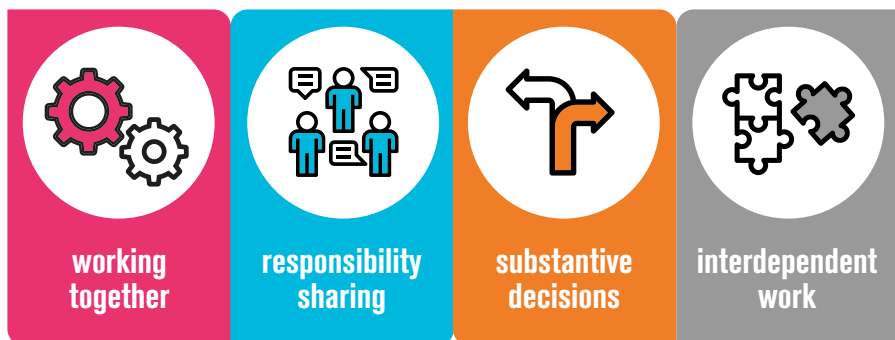 working
together
responsibility
sharing
substantive
decisions
interdependent
work